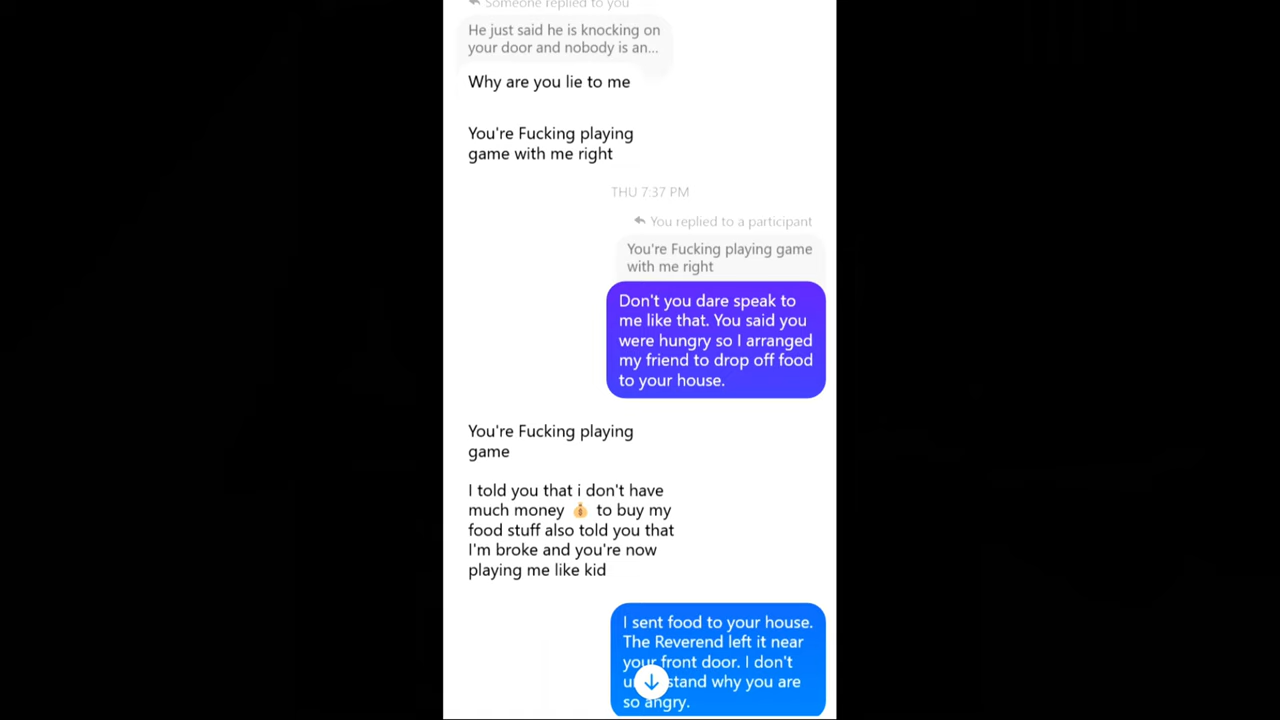 Someone replied to you
He just said he is knocking on
your door and nobody is an...
Why are you lie to me
You're Fucking playing
game with me right
THU 7:37 PM
You replied to a participant
You're Fucking playing game
with me right
Don't you dare speak to
me like that. You said you
were hungry so I arranged
my friend to drop off food
to your house.
You're Fucking playing
game
I told you that i don't have
much money 💰 to buy my
food stuff also told you that
I'm broke and you're now
playing me like kid
I sent food to your house.
The Reverend left it near
your front door. I don't
stand why you are
so angry.